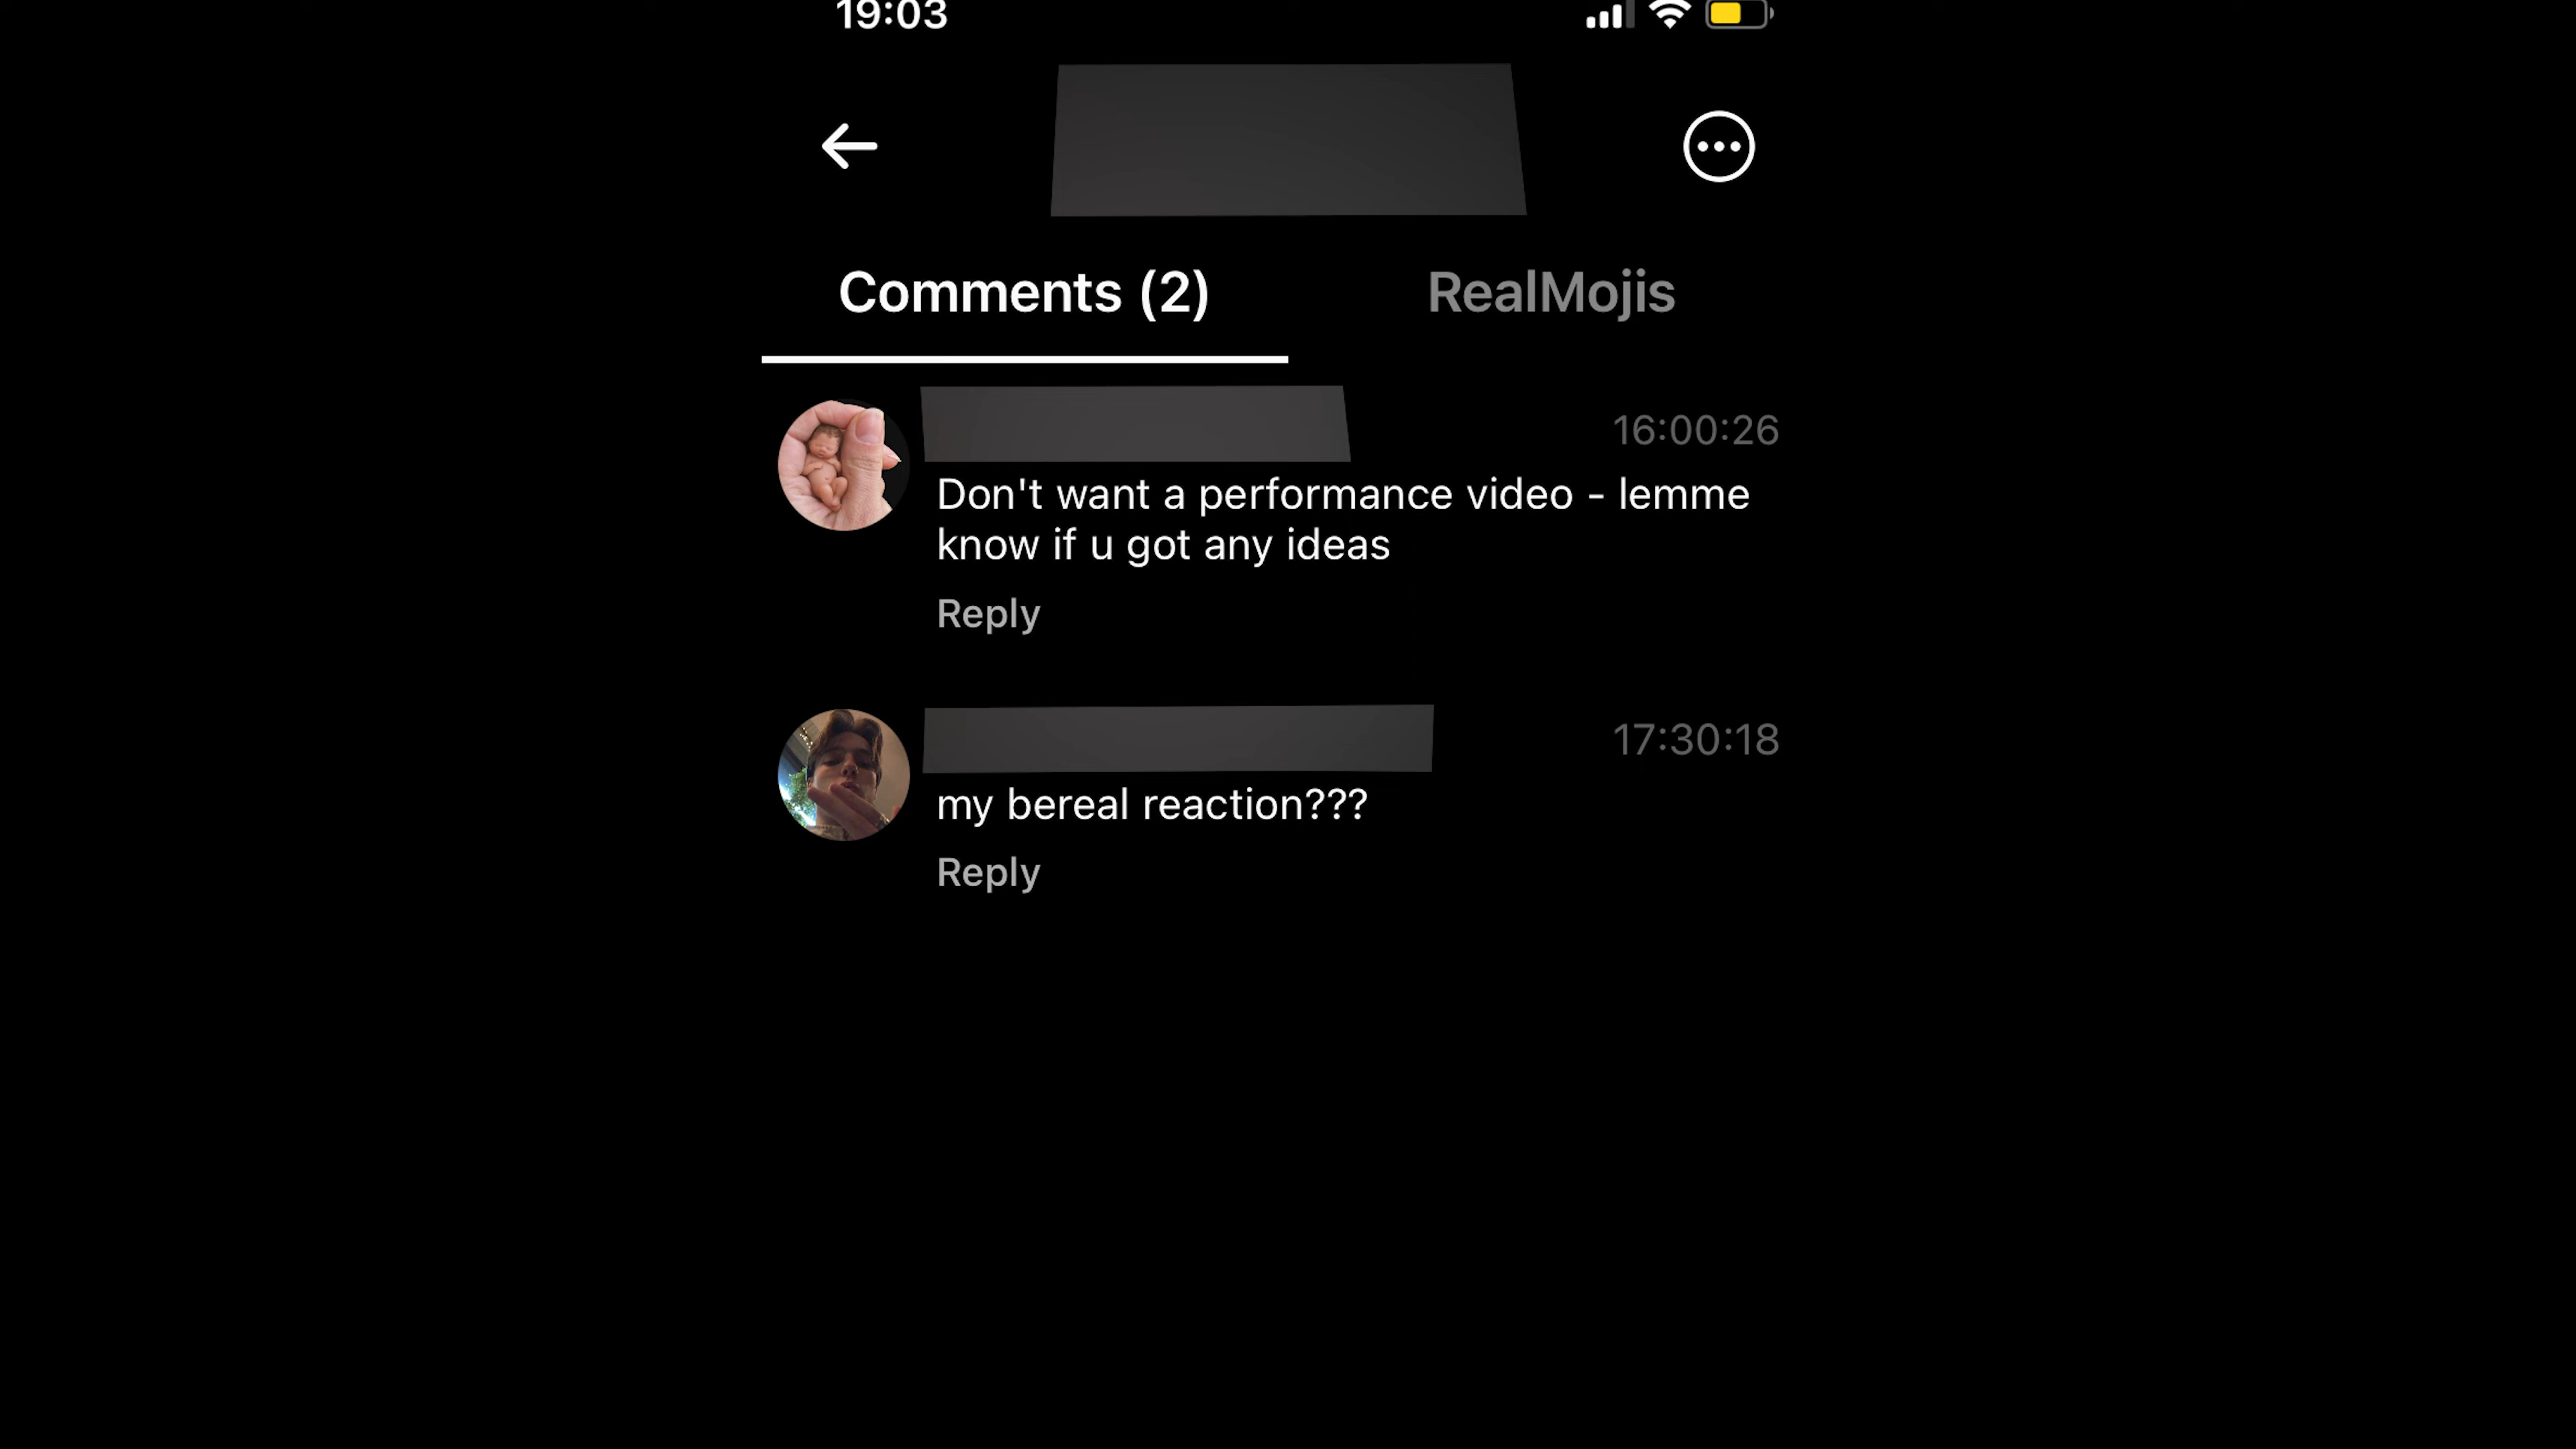 19:03
Comments (2)
RealMojis
16:00:26
Don't want a performance video - lemme
know if u got any ideas
Reply
17:30:18
my bereal reaction???
Reply